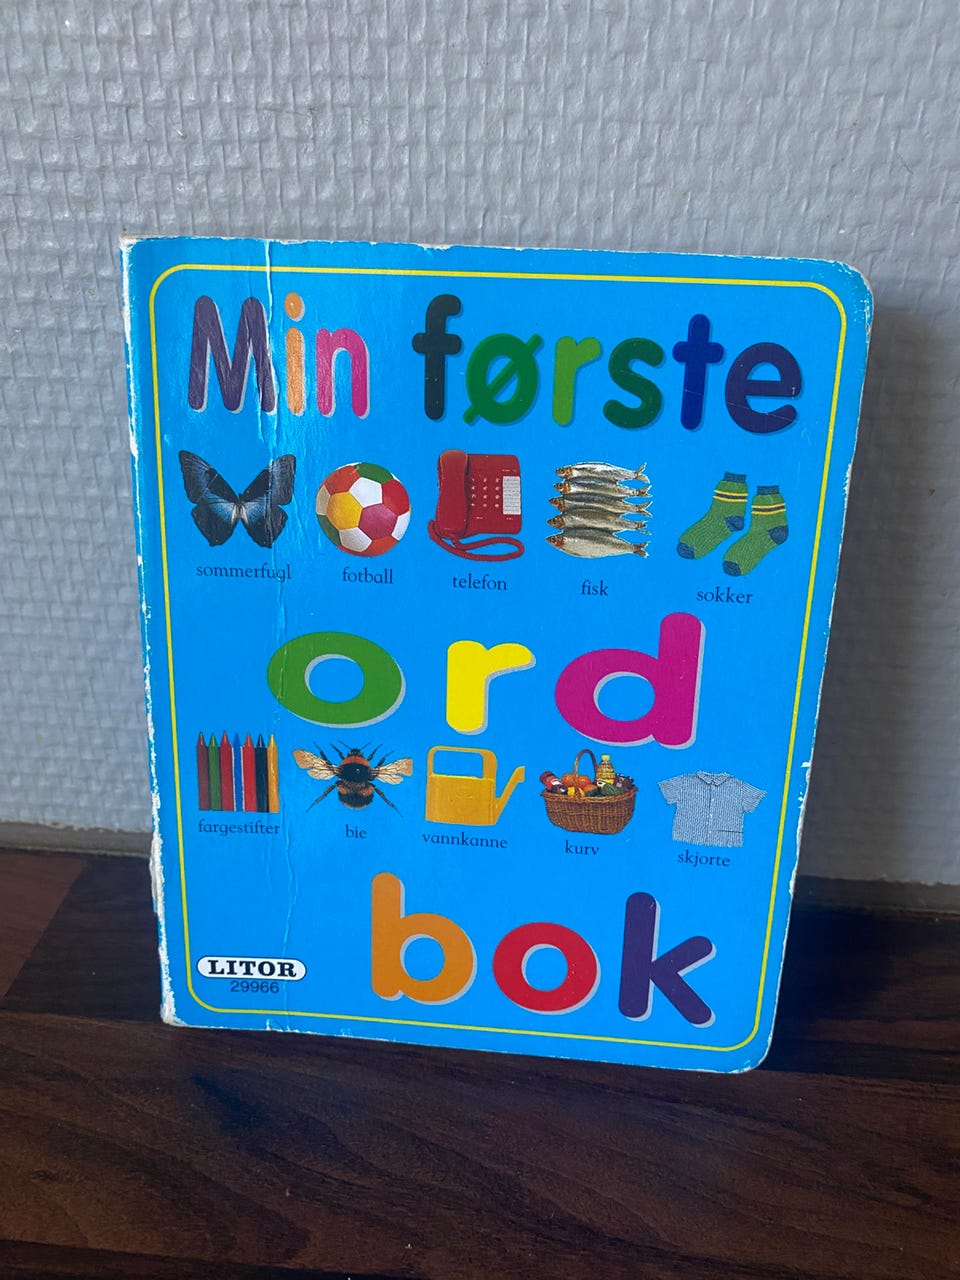 Min første
sommerfugl fotball telefon fisk sokker
ord
fargestifter bie vannkanne kurv skjorte
bok
LITOR
29966